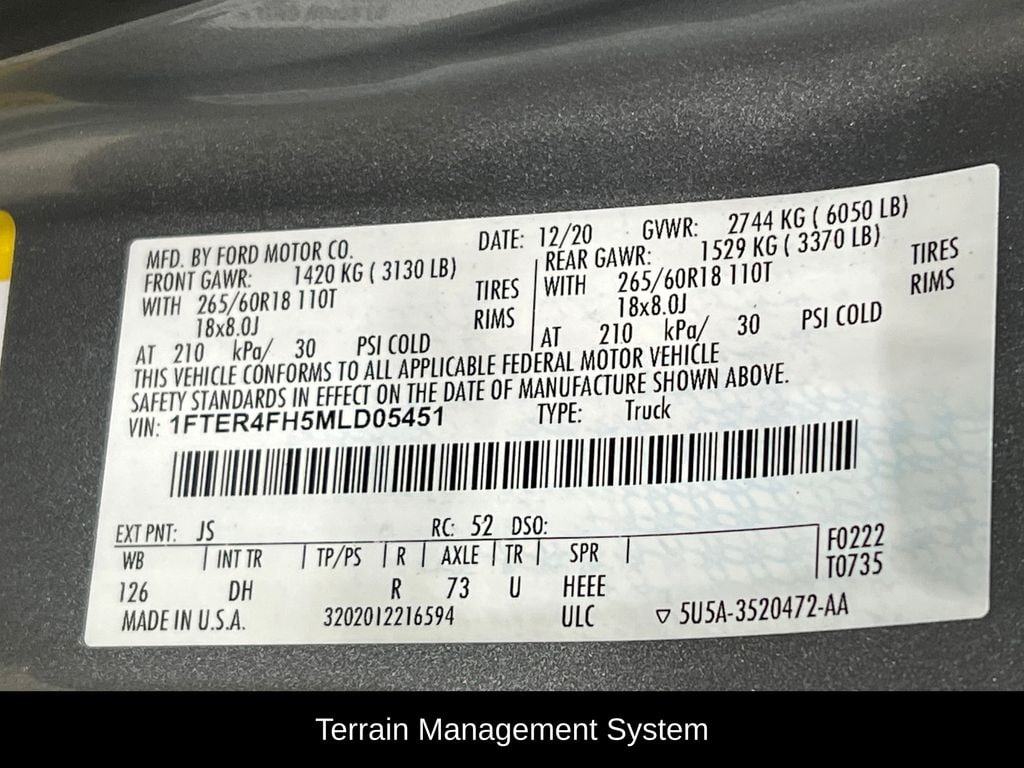 MFD. BY FORD MOTOR CO. DATE: 12/20 GVWR: 2744 KG ( 6050 LB)
FRONT GAWR: 1420 KG ( 3130 LB) REAR GAWR: 1529 KG ( 3370 LB)
WITH 265/60R18 110T TIRES WITH 265/60R18 110T TIRES
18x8.0J RIMS 18x8.0J RIMS
AT 210 kPa/ 30 PSI COLD AT 210 kPa/ 30 PSI COLD
THIS VEHICLE CONFORMS TO ALL APPLICABLE FEDERAL MOTOR VEHICLE
SAFETY STANDARDS IN EFFECT ON THE DATE OF MANUFACTURE SHOWN ABOVE.
VIN: 1FTER4FH5MLD05451 TYPE: Truck
EXT PNT: JS RC: 52 DSO:
WB INT TR TP/PS R AXLE TR SPR F0222
126 DH R 73 U HEEE T0735
MADE IN U.S.A. 3202012216594 ULC ▽ 5U5A-3520472-AA
Terrain Management System